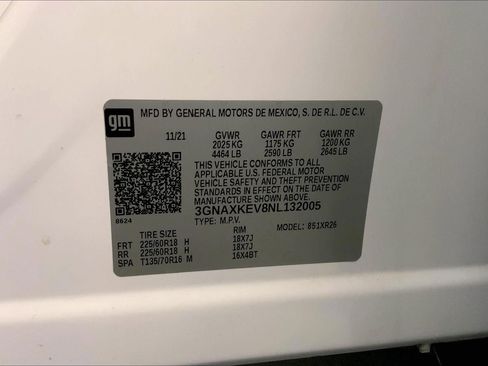 gm
MFD BY GENERAL MOTORS DE MEXICO, S. DE R.L. DE C.V.
11/21 GVWR GAWR FRT GAWR RR
2025 KG 1175 KG 1200 KG
4464 LB 2590 LB 2645 LB
THIS VEHICLE CONFORMS TO ALL
APPLICABLE U.S. FEDERAL MOTOR
VEHICLE SAFETY AND THEFT PREVENTION
STANDARDS IN EFFECT ON THE DATE OF
MANUFACTURE SHOWN ABOVE.
3GNAXKEV8NL132005
8624 TYPE: M.P.V. MODEL: 851XR26
TIRE SIZE RIM
FRT 225/60R18 H 18X7J
RR 225/60R18 H 18X7J
SPA T135/70R16 M 16X4BT